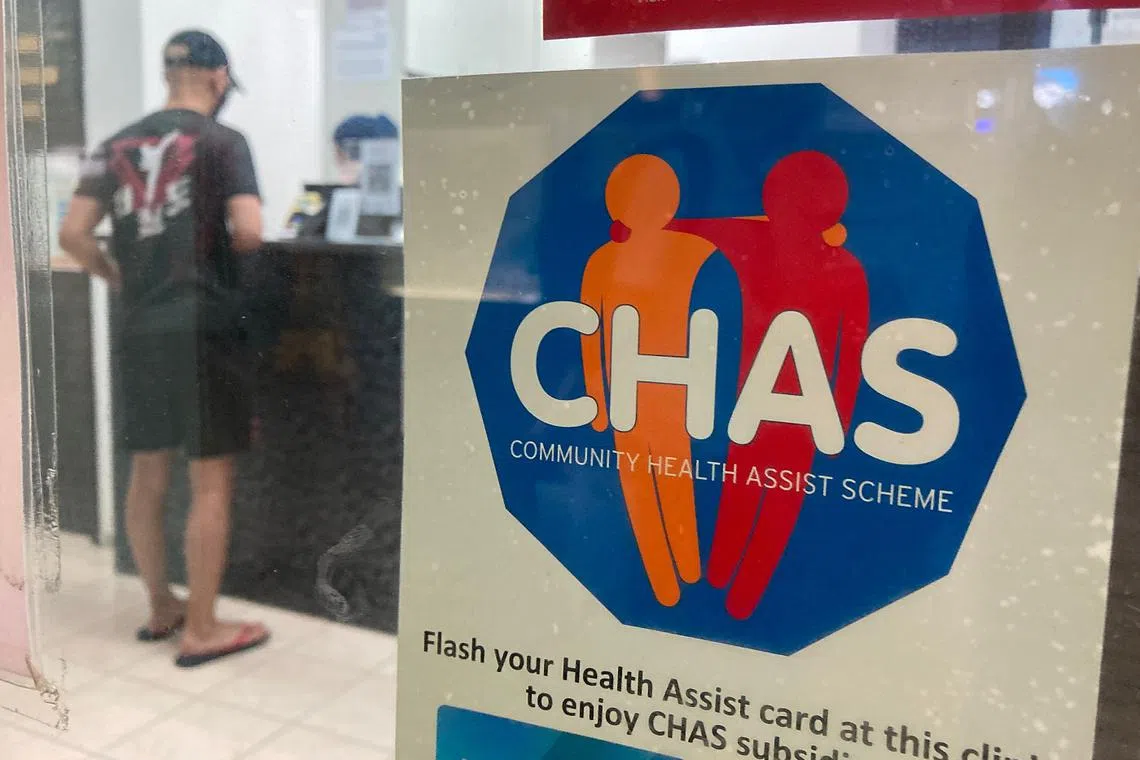 CHAS
COMMUNITY HEALTH ASSIST SCHEME
Flash your Health Assist card at this
to enjoy CHAS